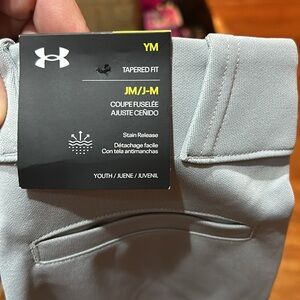 YM
TAPERED FIT
JM/J-M
COUPE FUSELÉE
AJUSTE CEÑIDO
Stain Release
Détachage facile
Con tela antimanchas
YOUTH / JEUNE / JUVENIL